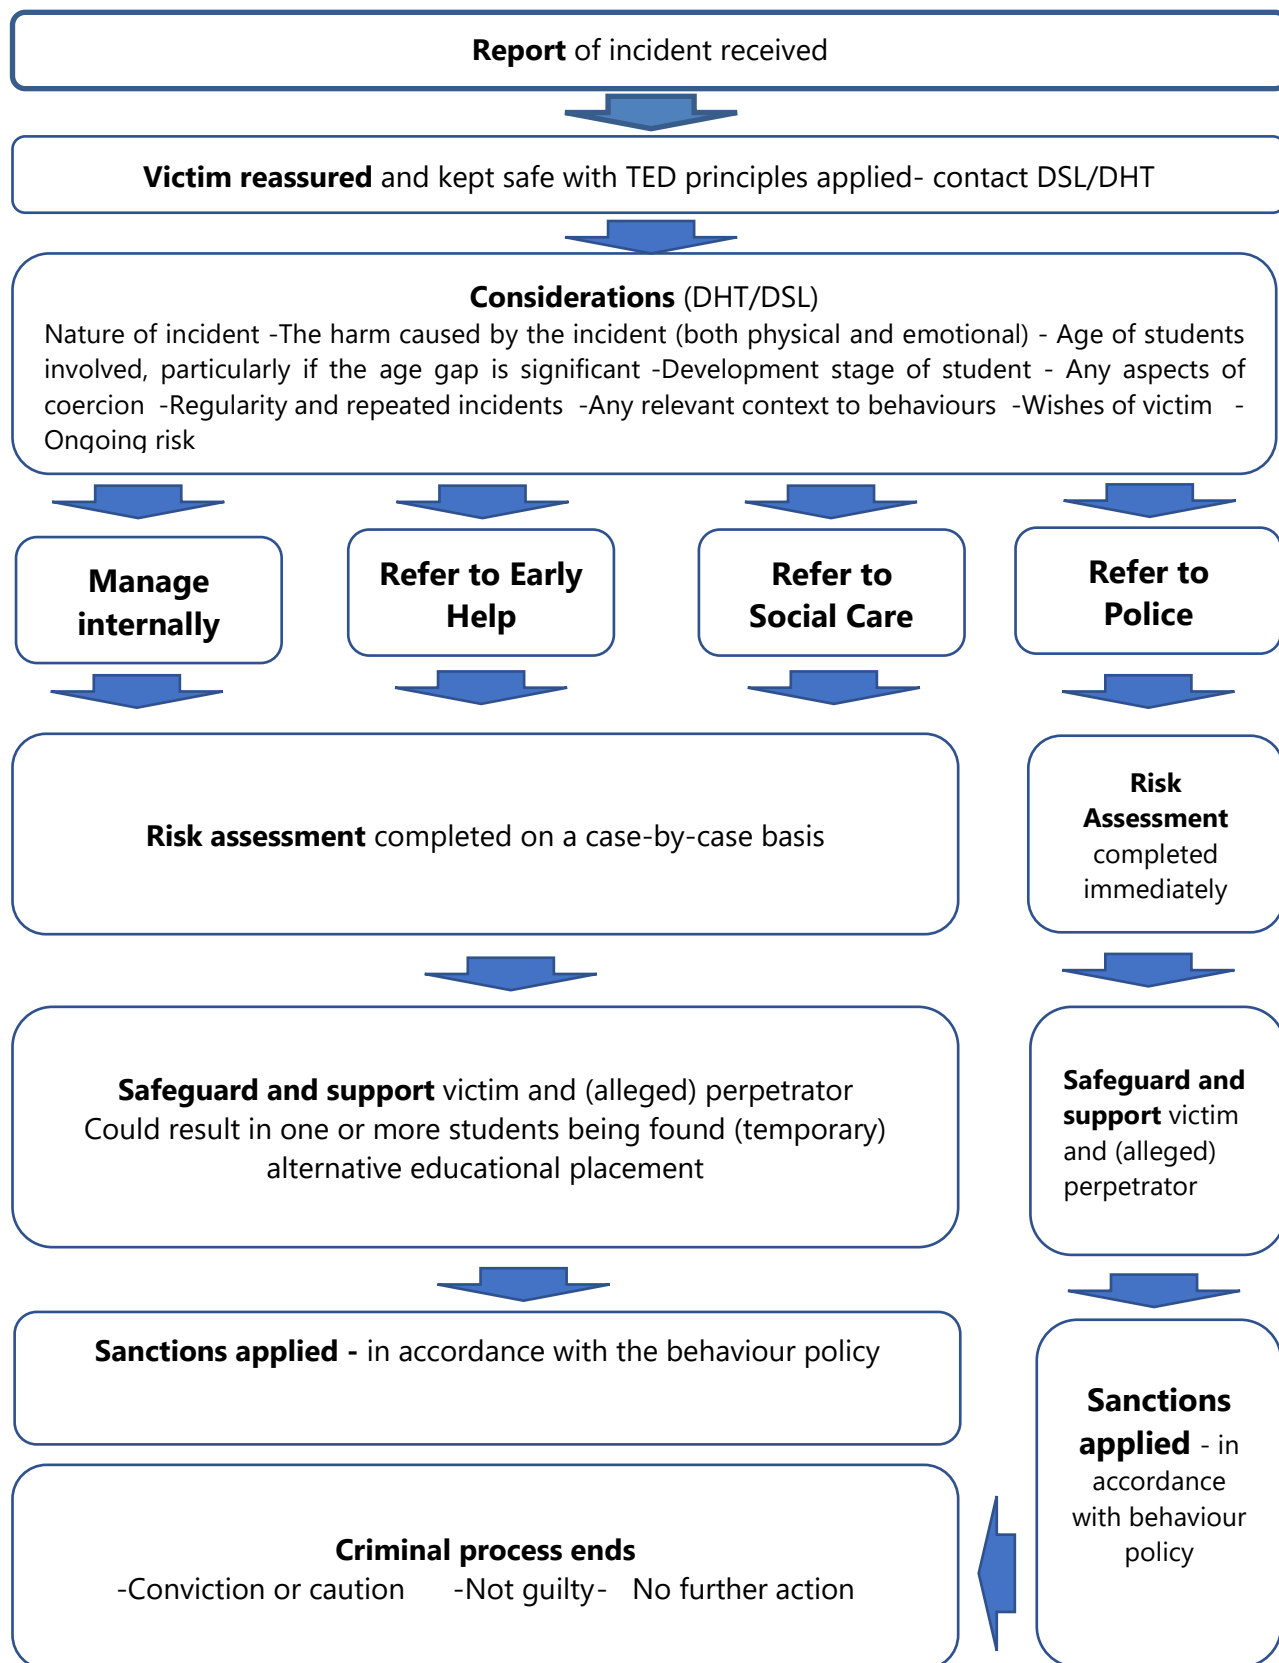 Report of incident received
Victim reassured and kept safe with TED principles applied- contact DSL/DHT
Considerations (DHT/DSL)
Nature of incident -The harm caused by the incident (both physical and emotional) - Age of students
involved, particularly if the age gap is significant -Development stage of student - Any aspects of
coercion -Regularity and repeated incidents -Any relevant context to behaviours -Wishes of victim -
Ongoing risk
Manage
internally
Refer to Early
Help
Refer to
Social Care
Refer to
Police
Risk assessment completed on a case-by-case basis
Risk
Assessment
completed
immediately
Safeguard and support victim and (alleged) perpetrator
Could result in one or more students being found (temporary)
alternative educational placement
Safeguard and
support victim
and (alleged)
perpetrator
Sanctions applied - in accordance with the behaviour policy
Sanctions
applied - in
accordance
with behaviour
policy
Criminal process ends
-Conviction or caution -Not guilty- No further action